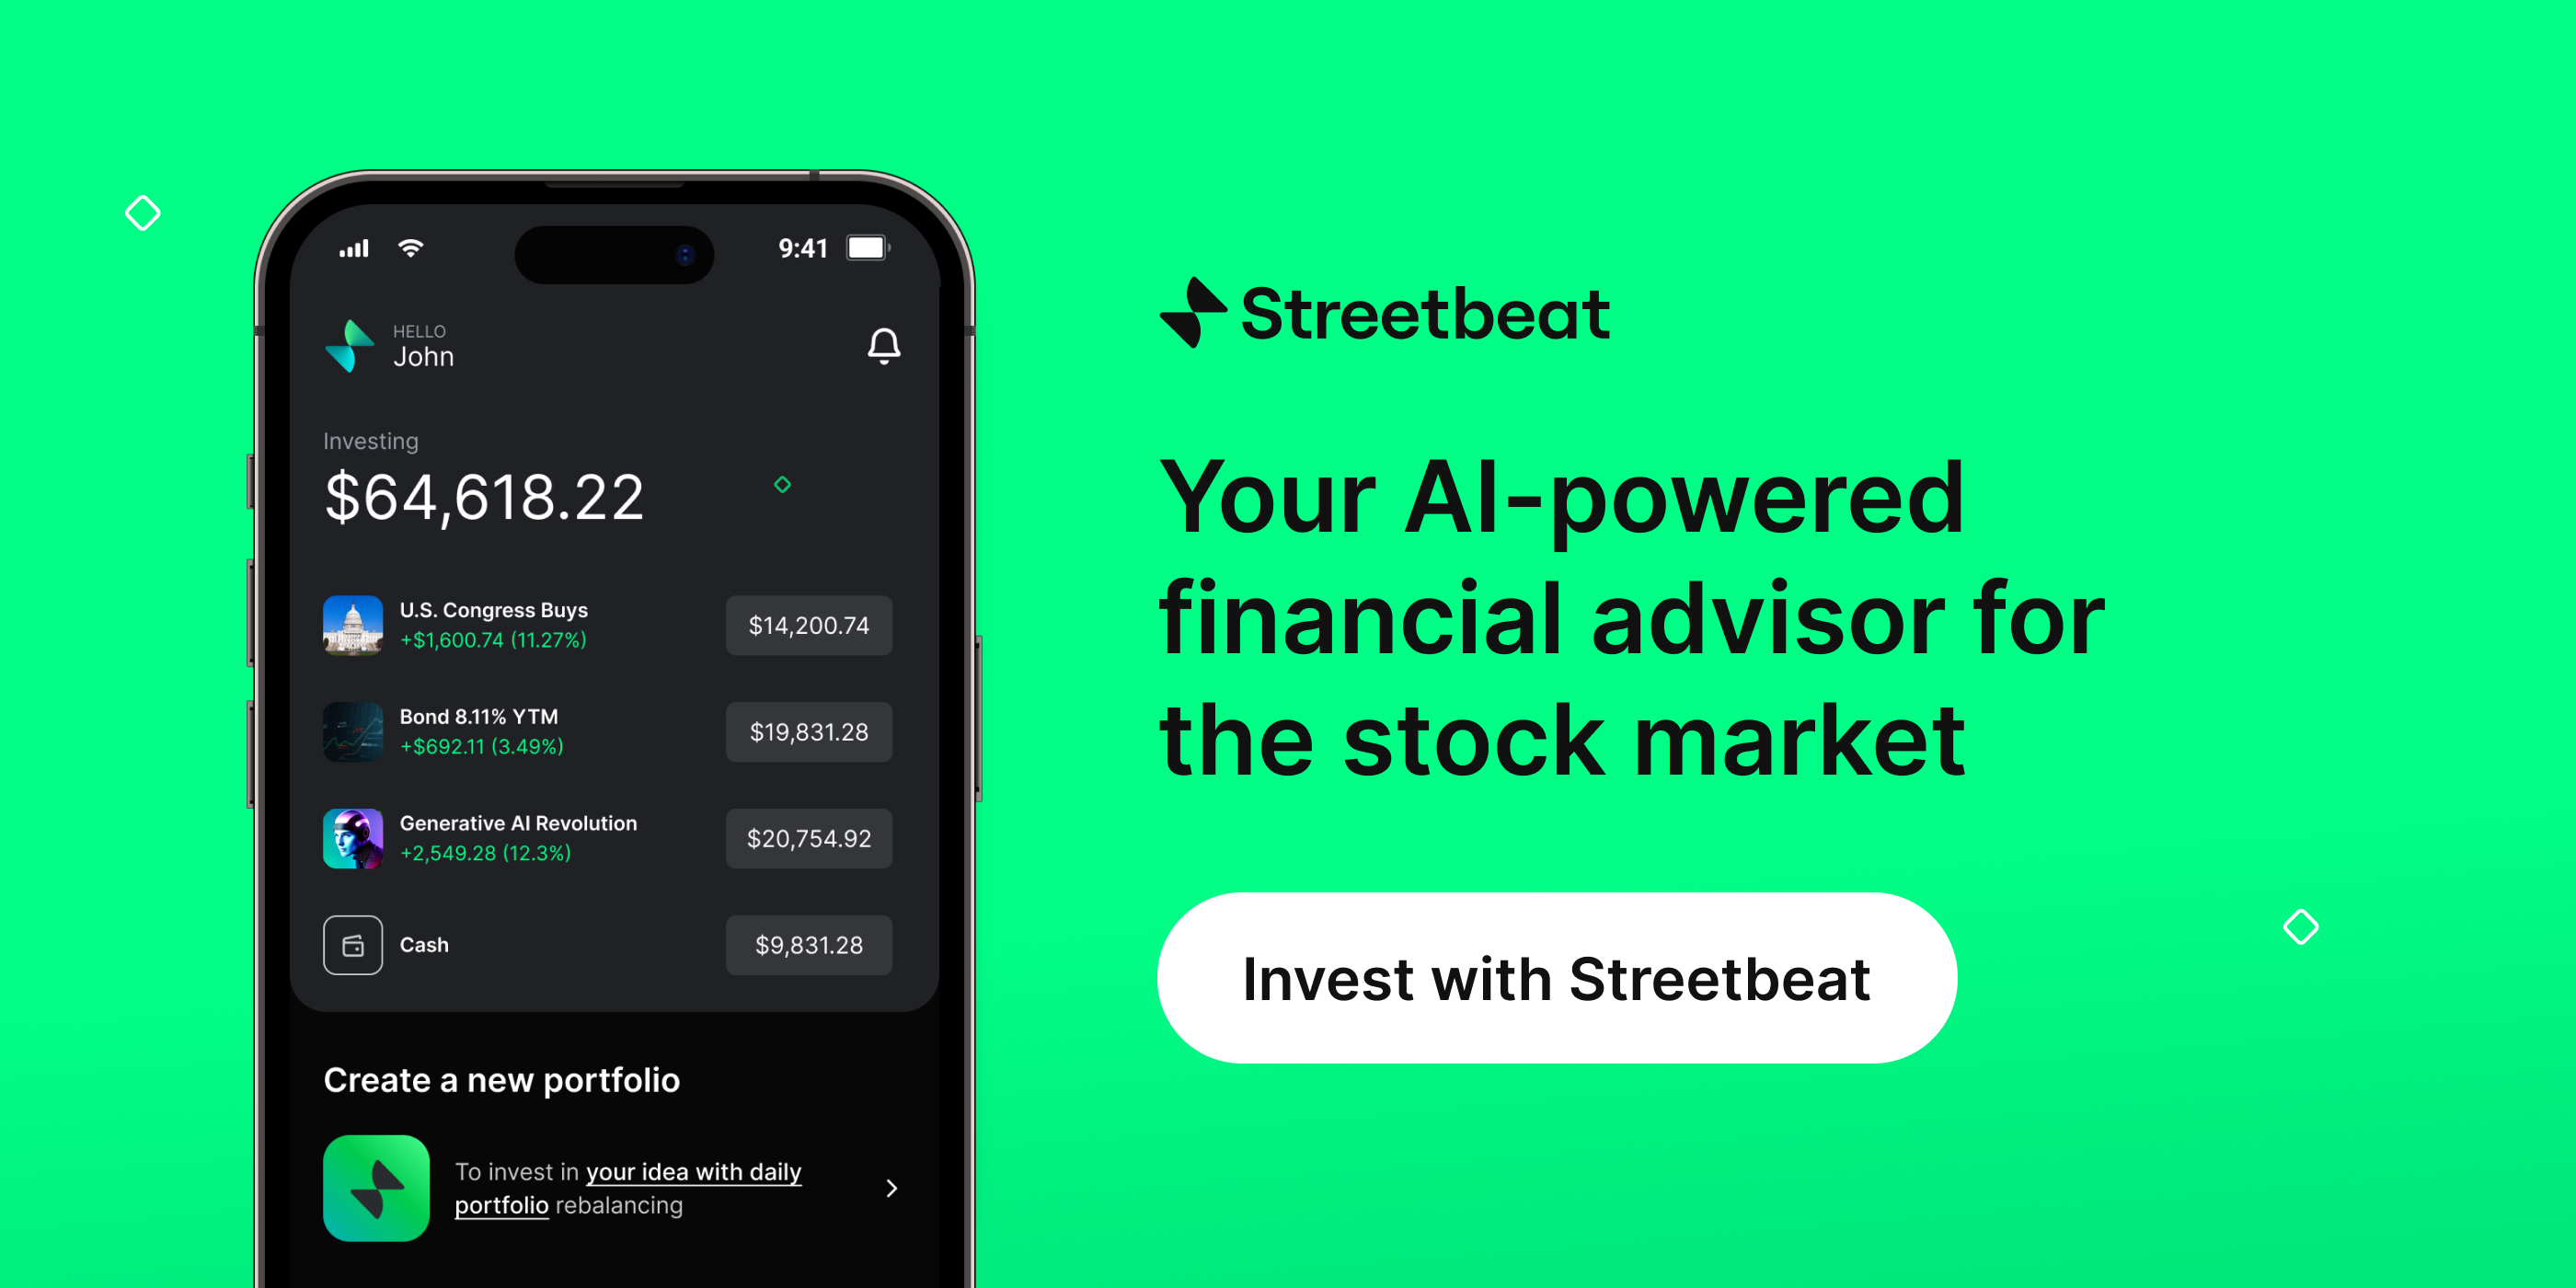 9:41
HELLO
John
Investing
$64,618.22
U.S. Congress Buys
+$1,600.74 (11.27%)
$14,200.74
Bond 8.11% YTM
+$692.11 (3.49%)
$19,831.28
Generative AI Revolution
+2,549.28 (12.3%)
$20,754.92
Cash
$9,831.28
Create a new portfolio
To invest in your idea with daily
portfolio rebalancing
Streetbeat
Your AI-powered
financial advisor for
the stock market
Invest with Streetbeat